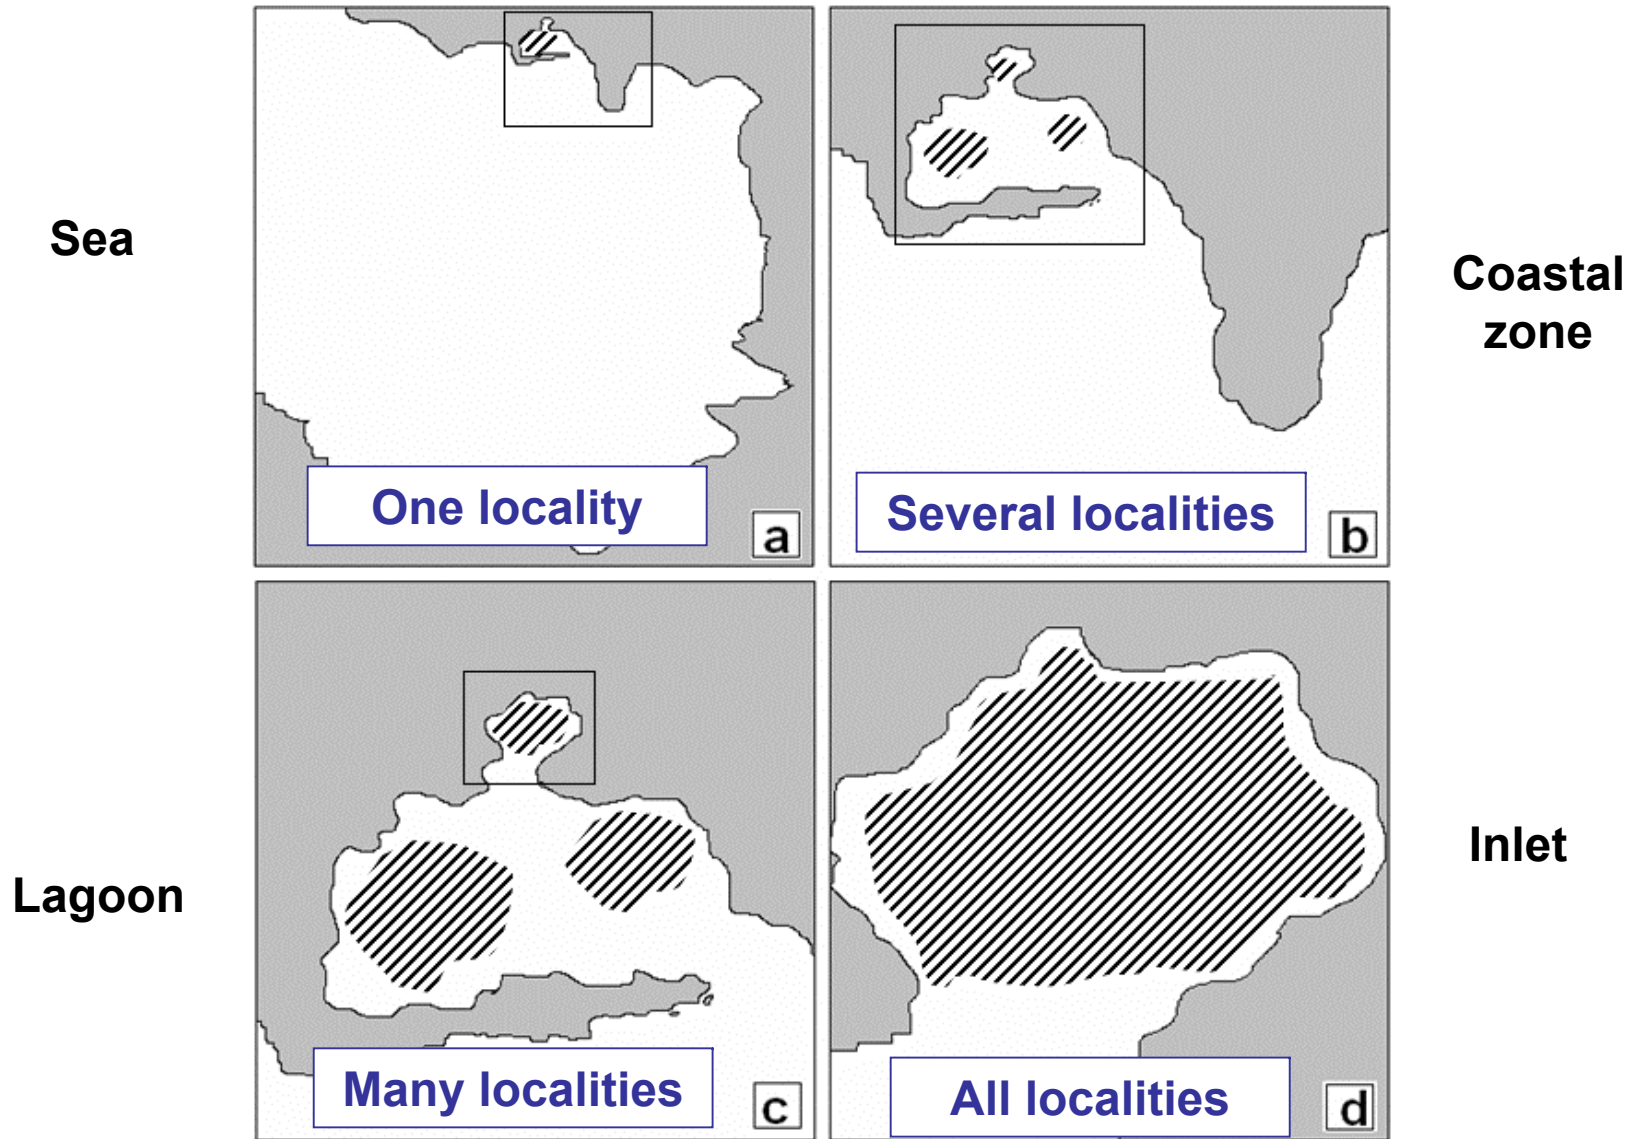 Sea
One locality
a
Several localities
b
Coastal
zone
Lagoon
Many localities
c
All localities
d
Inlet